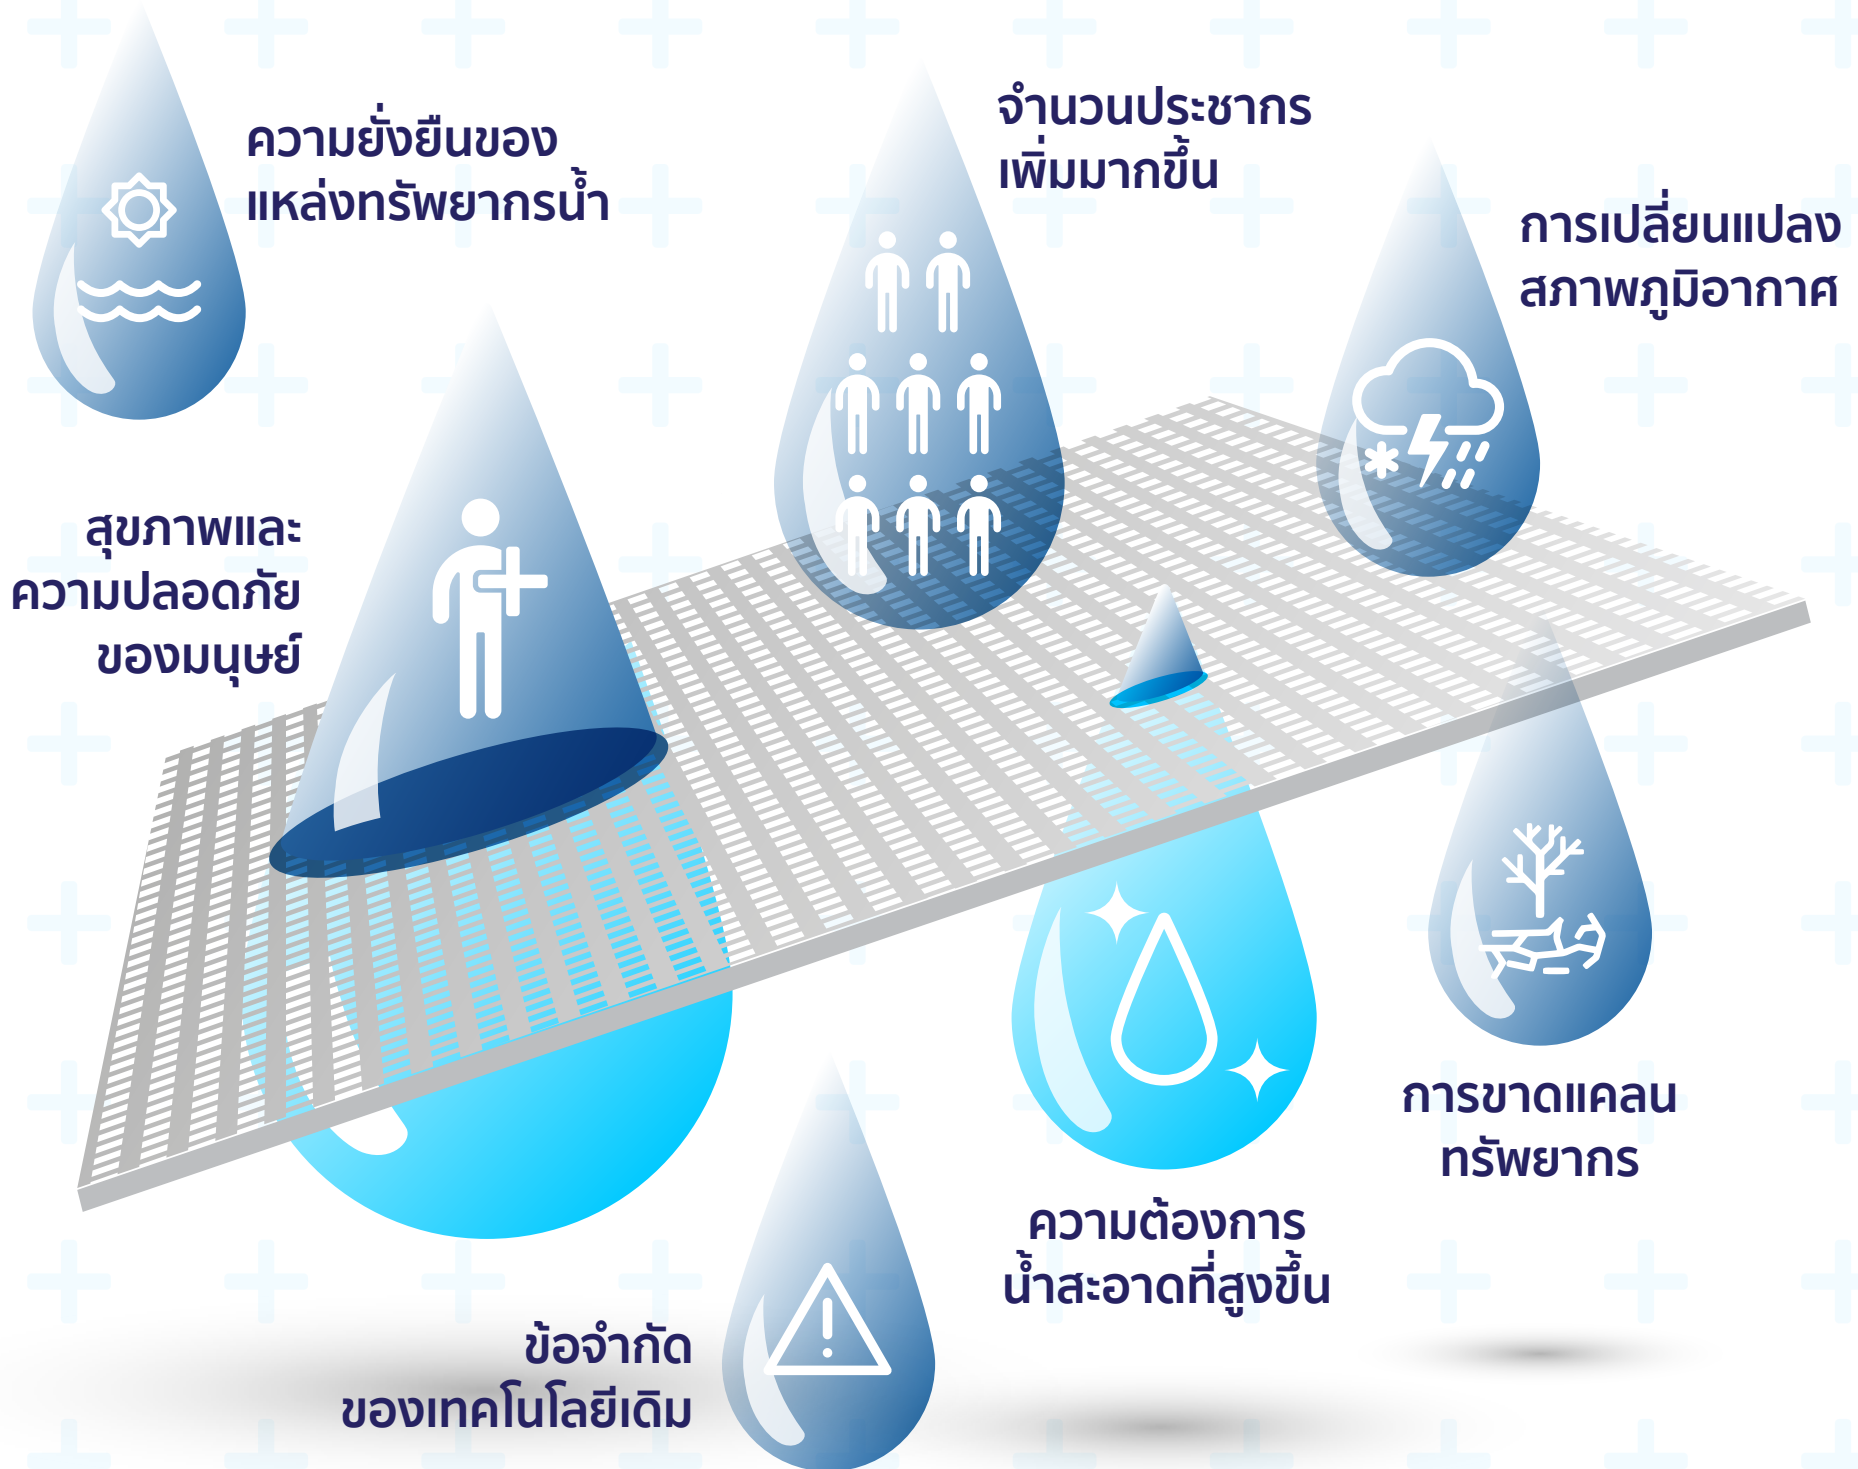 ความยั่งยืนของ
แหล่งทรัพยากรน้ำ
จำนวนประชากร
เพิ่มมากขึ้น
การเปลี่ยนแปลง
สภาพภูมิอากาศ
สุขภาพและ
ความปลอดภัย
ของมนุษย์
การขาดแคลน
ทรัพยากร
ความต้องการ
น้ำสะอาดที่สูงขึ้น
ข้อจำกัด
ของเทคโนโลยีเดิม